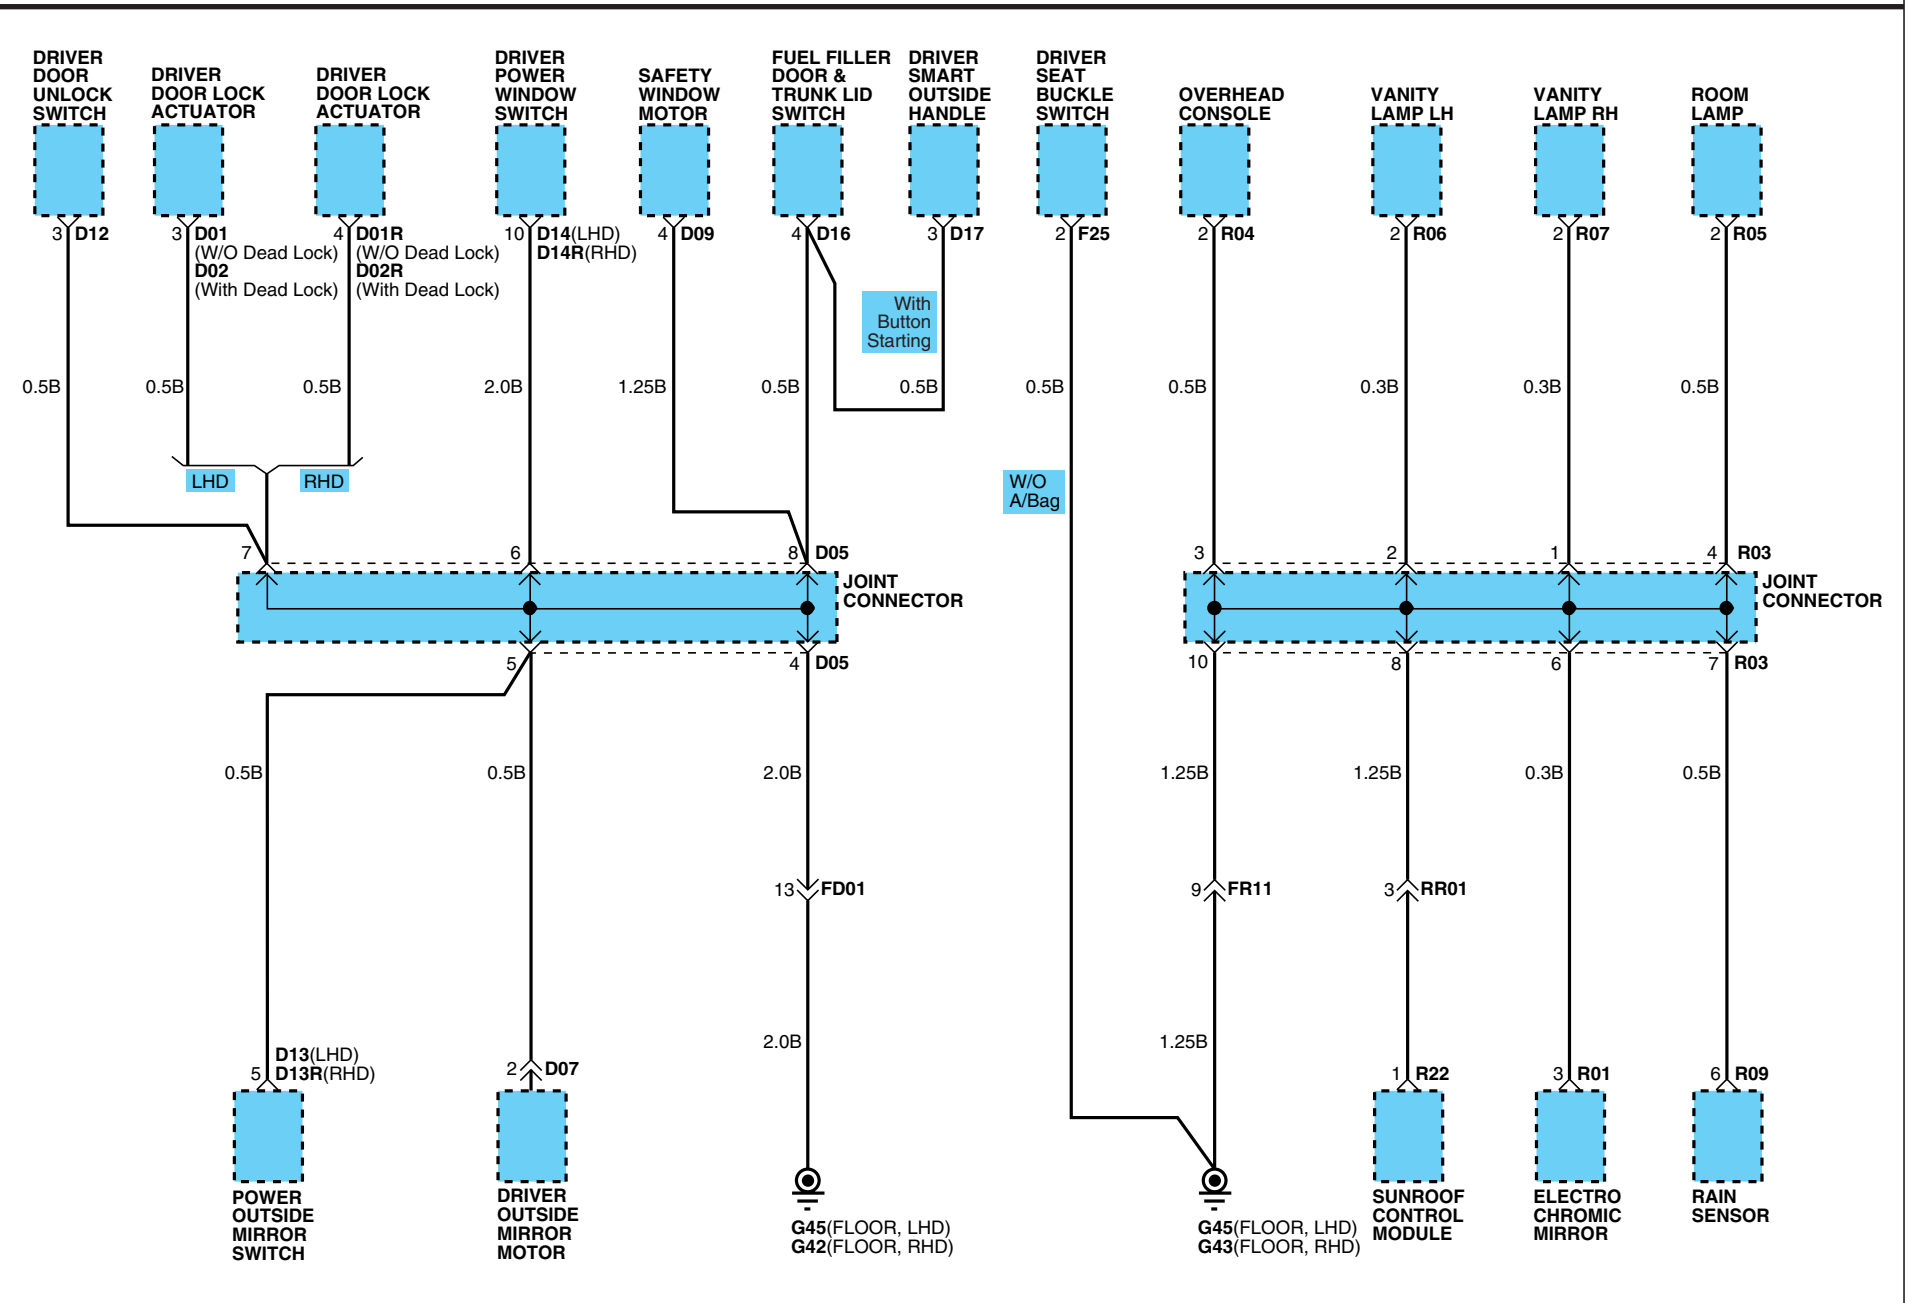 DRIVER
DOOR
UNLOCK
SWITCH
DRIVER
DOOR LOCK
ACTUATOR
DRIVER
DOOR LOCK
ACTUATOR
DRIVER
POWER
WINDOW
SWITCH
SAFETY
WINDOW
MOTOR
FUEL FILLER
DOOR &
TRUNK LID
SWITCH
DRIVER
SMART
OUTSIDE
HANDLE
DRIVER
SEAT
BUCKLE
SWITCH
OVERHEAD
CONSOLE
VANITY
LAMP LH
VANITY
LAMP RH
ROOM
LAMP
3 D12
3 D01
(W/O Dead Lock)
D02
(With Dead Lock)
4 D01R
(W/O Dead Lock)
D02R
(With Dead Lock)
10 D14(LHD)
D14R(RHD)
4 D09
4 D16
3 D17
2 F25
2 R04
2 R06
2 R07
2 R05
With
Button
Starting
0.5B
0.5B
0.5B
2.0B
1.25B
0.5B
0.5B
0.5B
0.5B
0.3B
0.3B
0.5B
LHD
RHD
W/O
A/Bag
7
6
8 D05
3
2
1
4 R03
JOINT
CONNECTOR
JOINT
CONNECTOR
5
4 D05
10
8
6
7 R03
0.5B
0.5B
2.0B
1.25B
1.25B
0.3B
0.5B
13 FD01
9 FR11
3 RR01
2.0B
1.25B
D13(LHD)
5 D13R(RHD)
2 D07
1 R22
3 R01
6 R09
POWER
OUTSIDE
MIRROR
SWITCH
DRIVER
OUTSIDE
MIRROR
MOTOR
G45(FLOOR, LHD)
G42(FLOOR, RHD)
G45(FLOOR, LHD)
G43(FLOOR, RHD)
SUNROOF
CONTROL
MODULE
ELECTRO
CHROMIC
MIRROR
RAIN
SENSOR